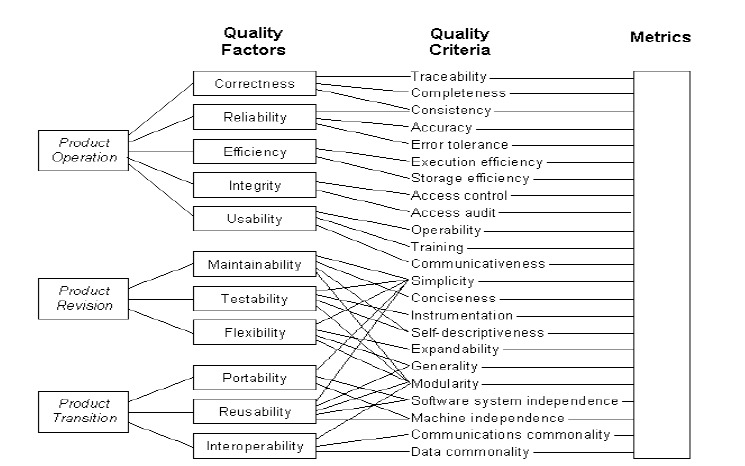 Quality
Factors
Quality
Criteria
Metrics
Product
Operation
Product
Revision
Product
Transition
Correctness
Reliability
Efficiency
Integrity
Usability
Maintainability
Testability
Flexibility
Portability
Reusability
Interoperability
Traceability
Completeness
Consistency
Accuracy
Error tolerance
Execution efficiency
Storage efficiency
Access control
Access audit
Operability
Training
Communicativeness
Simplicity
Conciseness
Instrumentation
Self-descriptiveness
Expandability
Generality
Modularity
Software system independence
Machine independence
Communications commonality
Data commonality